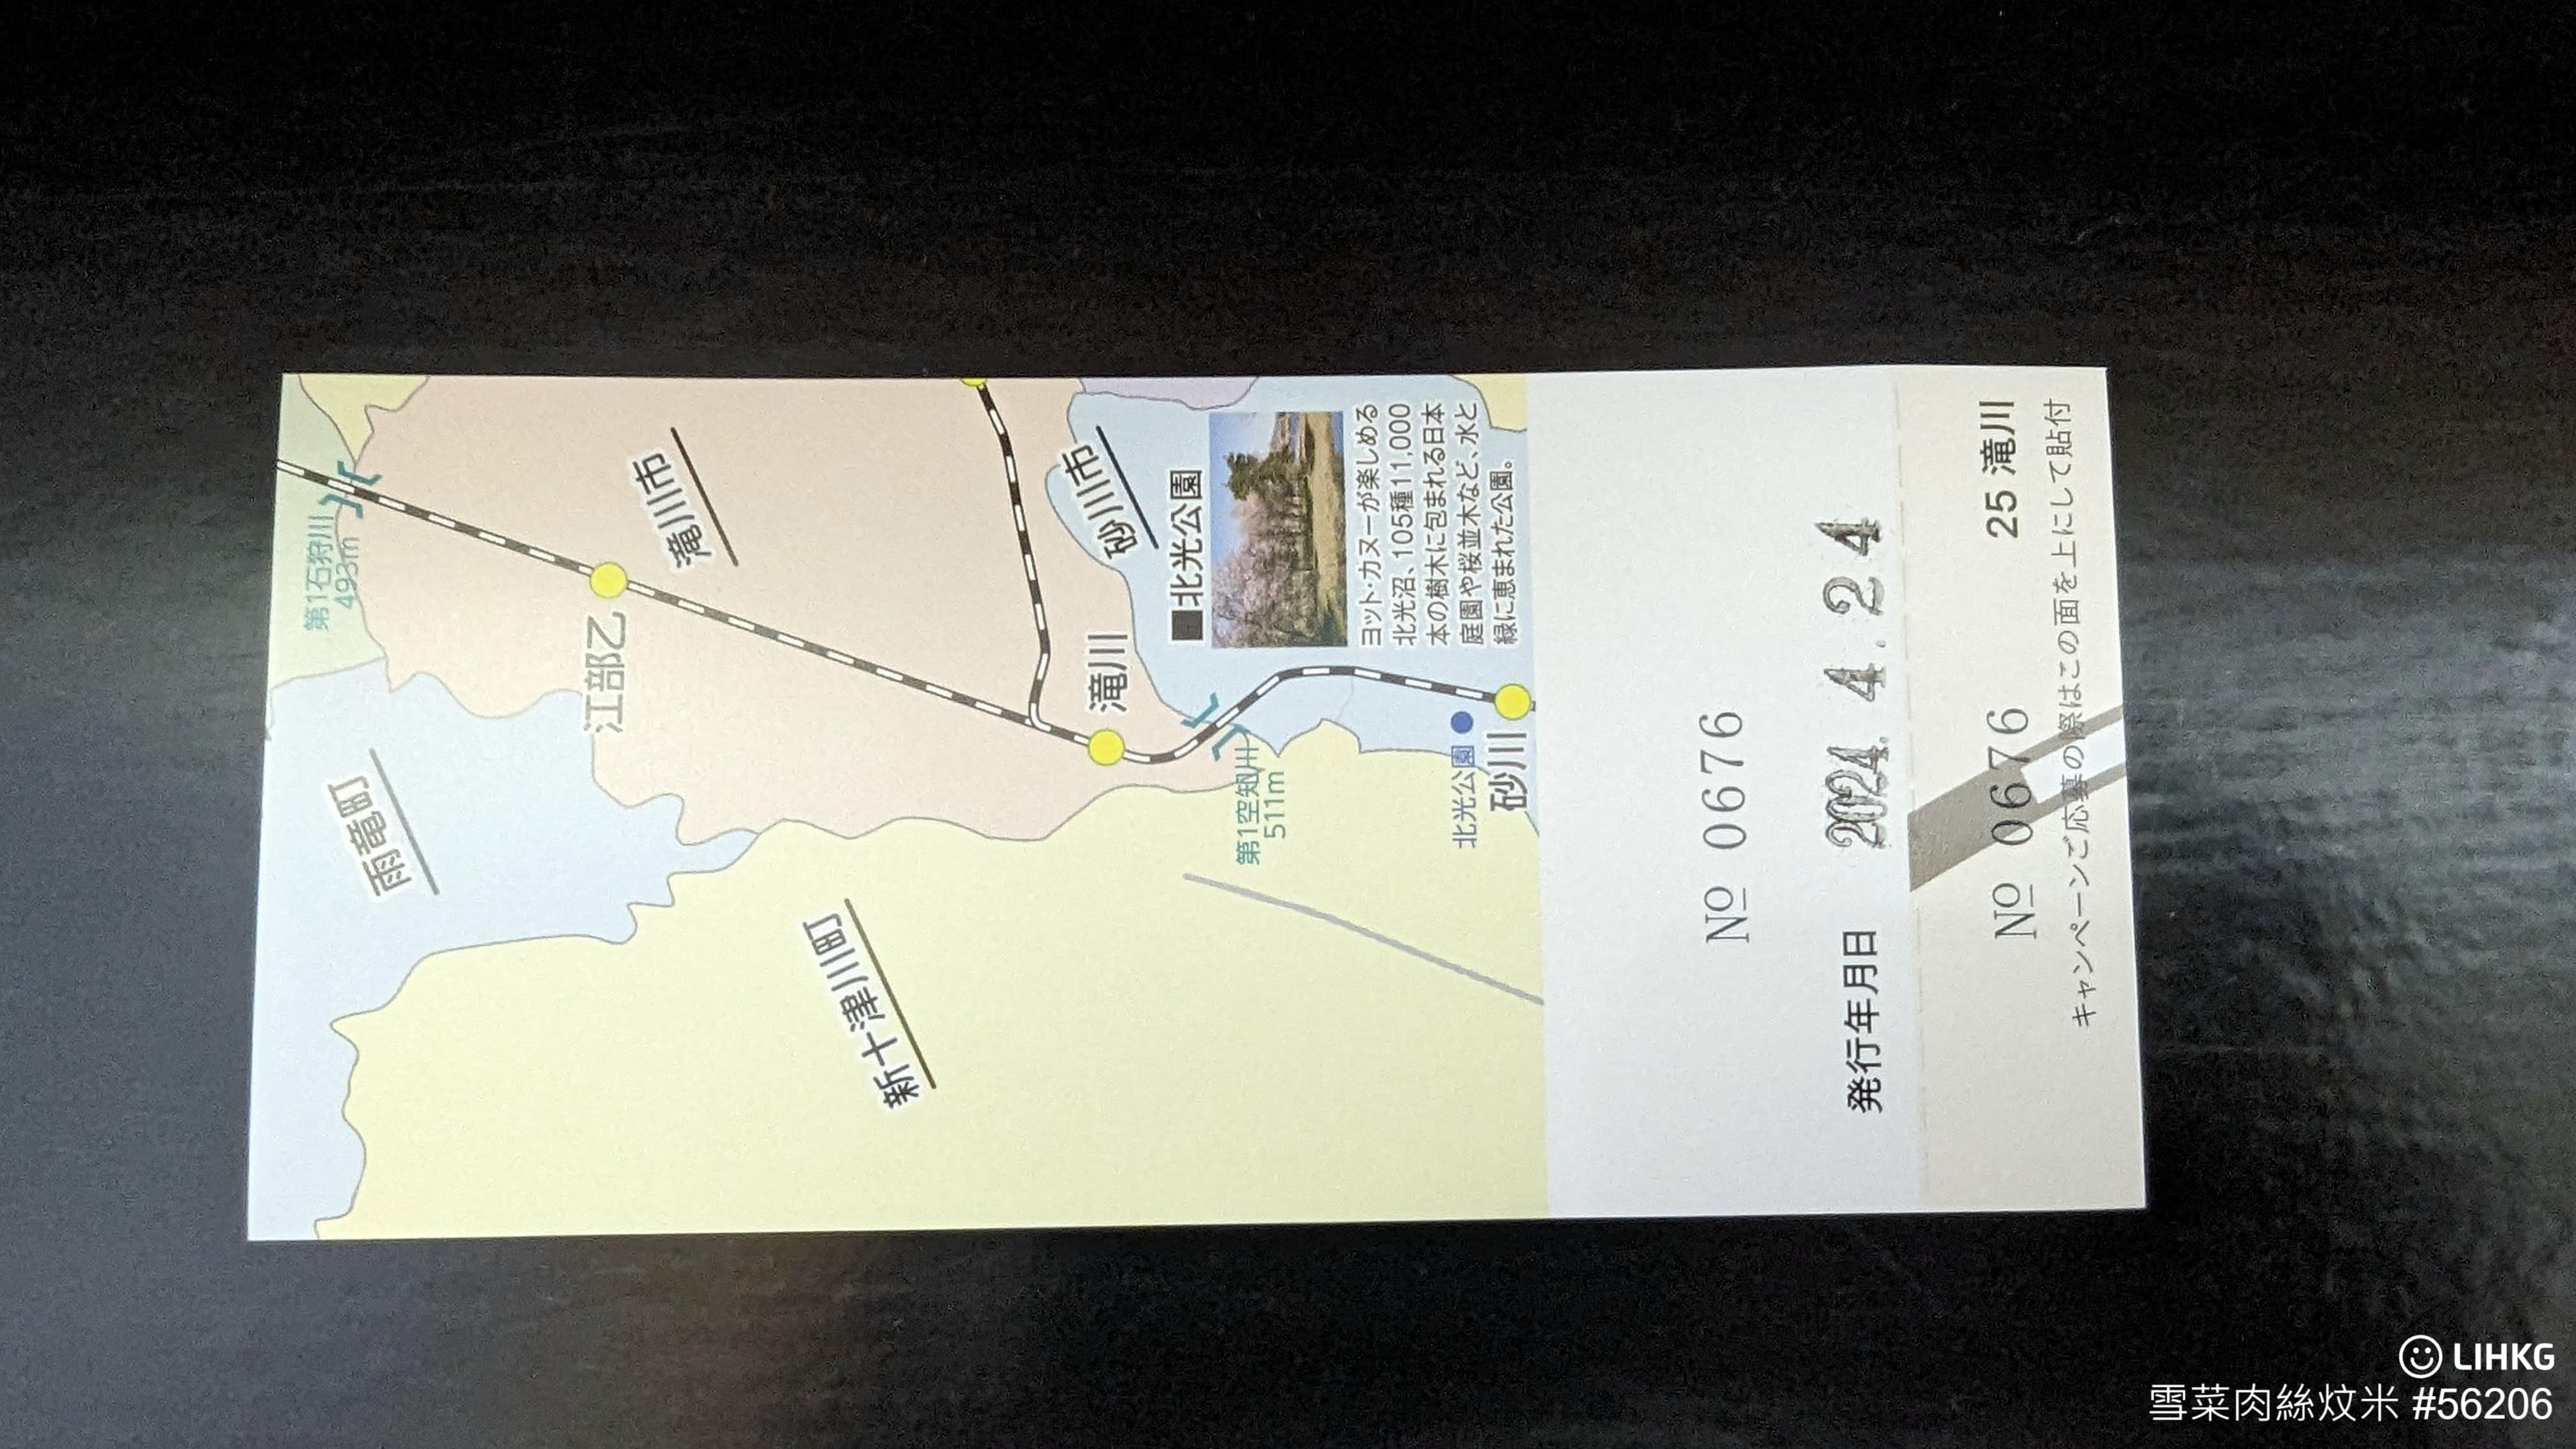 第1石狩川
493m
江部乙
滝川市
雨竜町
新十津川町
滝川
砂川市
■北光公園
ヨット・カヌーが楽しめる
北光沼、105種11,000
本の樹木に包まれる日本
庭園や桜並木など、水と
緑に恵まれた公園。
第1空知川
511m
北光公園
砂川
№ 0676
発行年月日 2024.4.24
25 滝川
№ 0676
キャンペーンご応募の際はこの面を上にして貼付
LIHKG
雪菜肉絲炆米 #56206